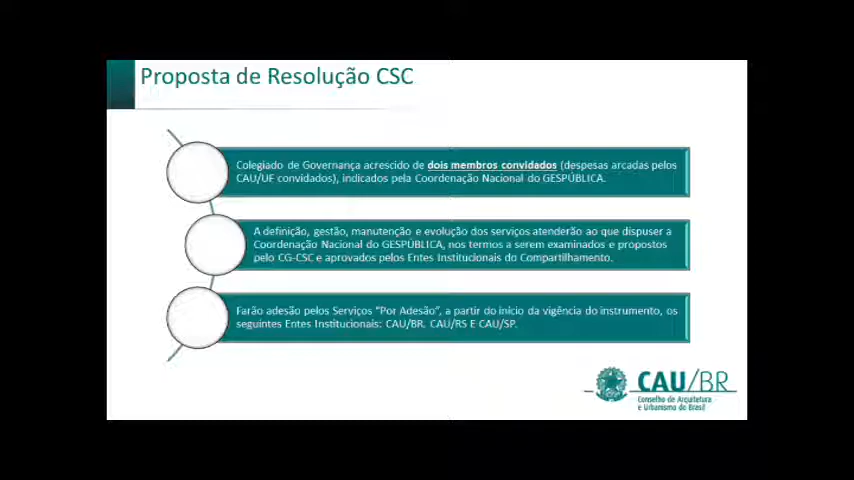 Proposta de Resolução CSC
Colegiado de Governança acrescido de dois membros convidados (despesas arcadas pelos
CAU/UF convidados), indicados pela Coordenação Nacional do GESPÚBLICA.
A definição, gestão, manutenção e evolução dos serviços atenderão ao que dispuser a
Coordenação Nacional do GESPÚBLICA, nos termos a serem examinados e propostos
pelo CG-CSC e aprovados pelos Entes Institucionais do Compartilhamento.
Farão adesão pelos Serviços "Por Adesão", a partir do início da vigência do instrumento, os
seguintes Entes Institucionais: CAU/BR. CAU/RS E CAU/SP.
CAU/BR
Conselho de Arquitetura
e Urbanismo do Brasil